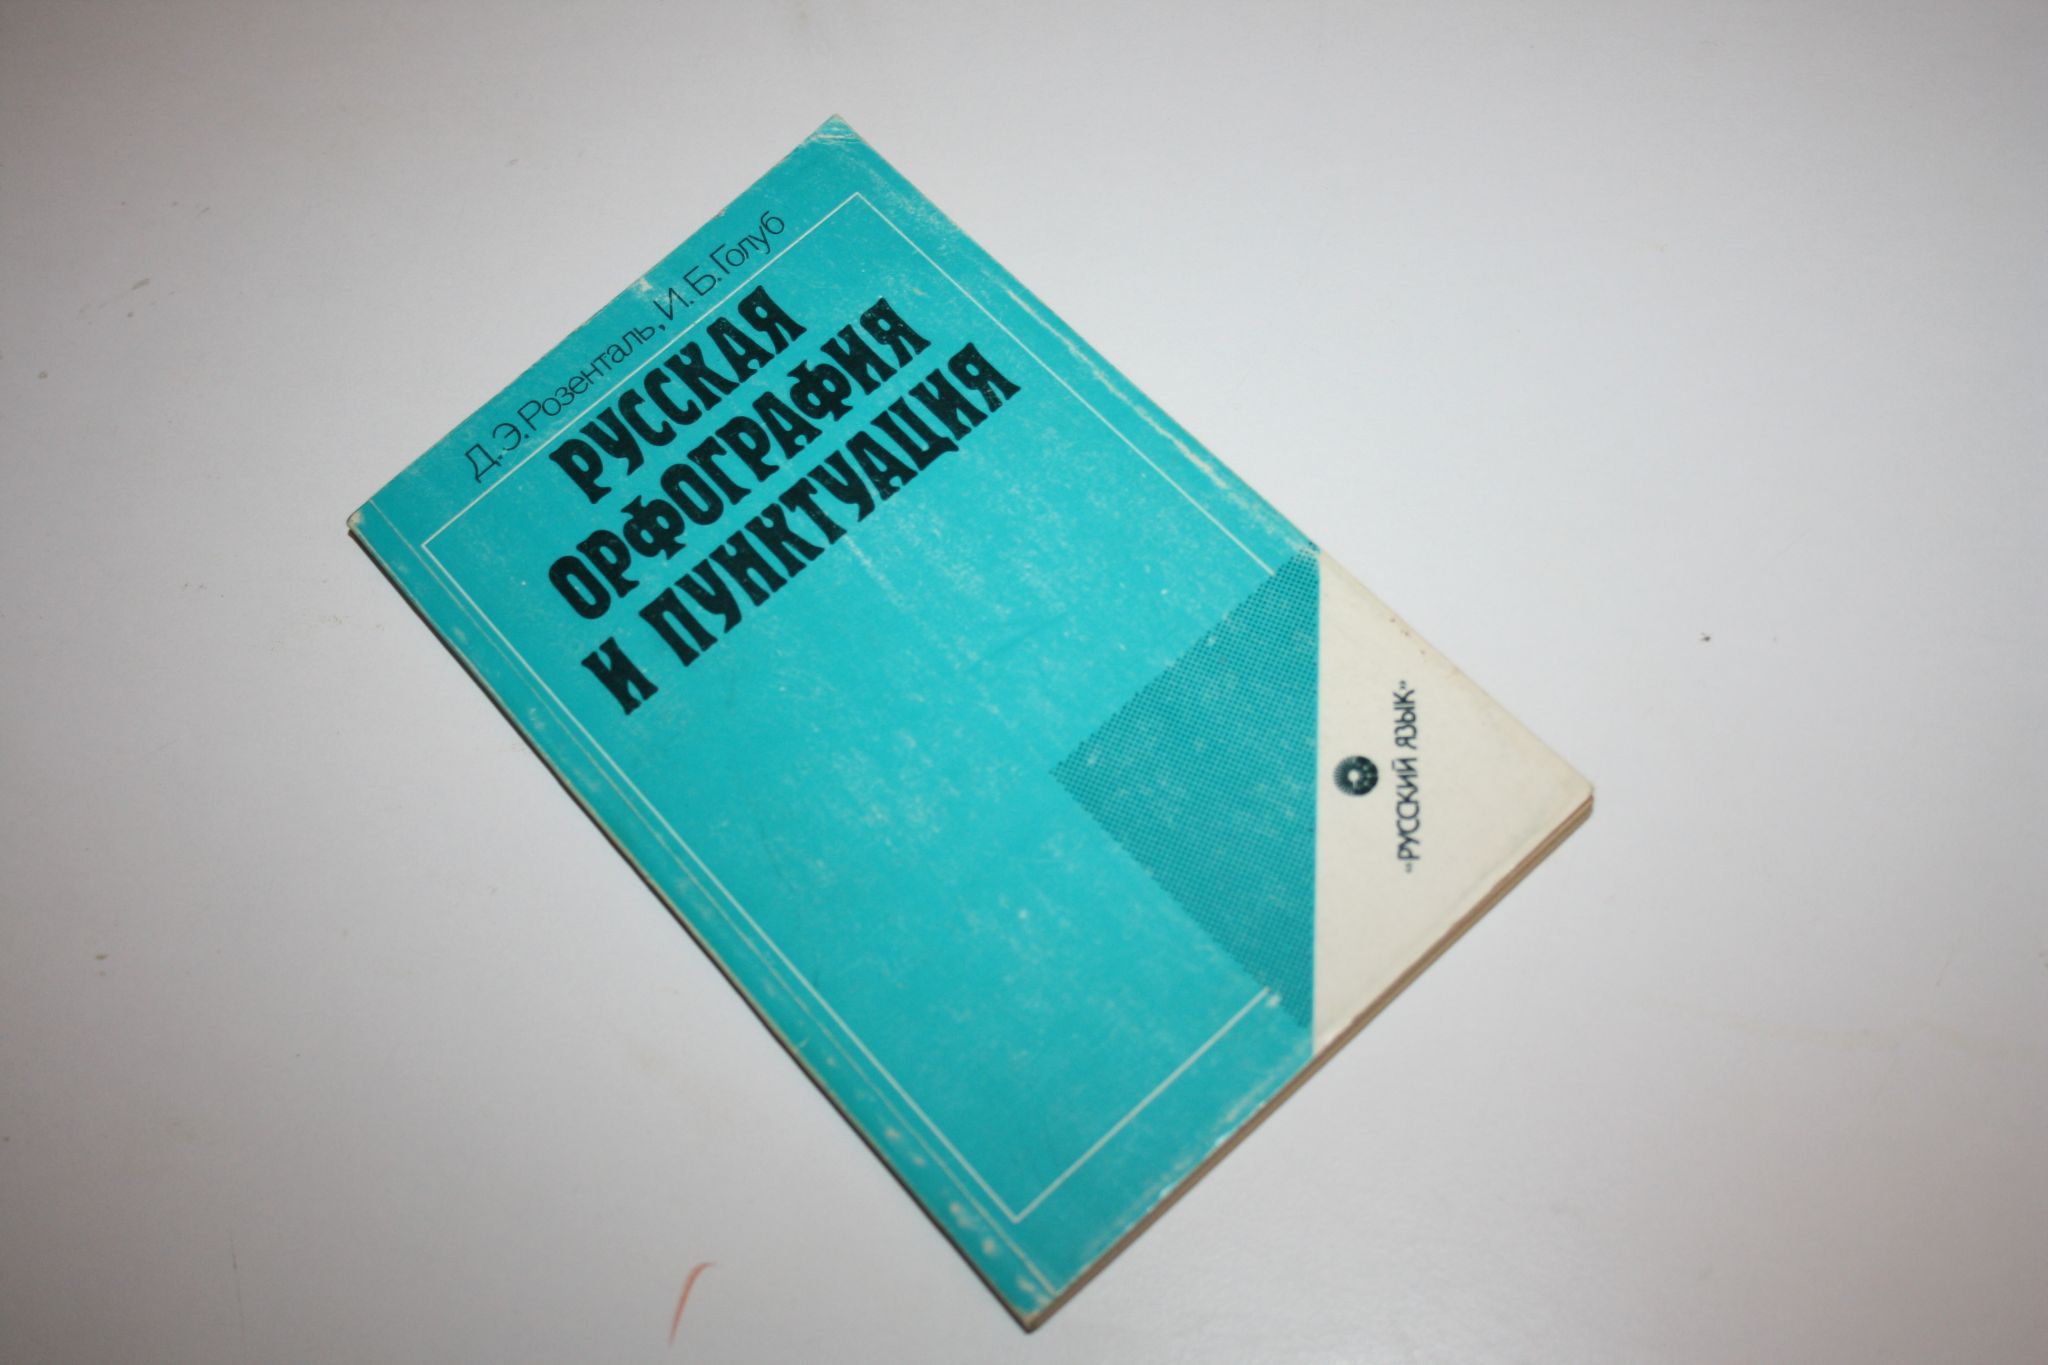 Д.Э.Розенталь, И.Б.Голуб
РУССКАЯ
ОРФОГРАФИЯ
И ПУНКТУАЦИЯ
«РУССКИЙ ЯЗЫК»